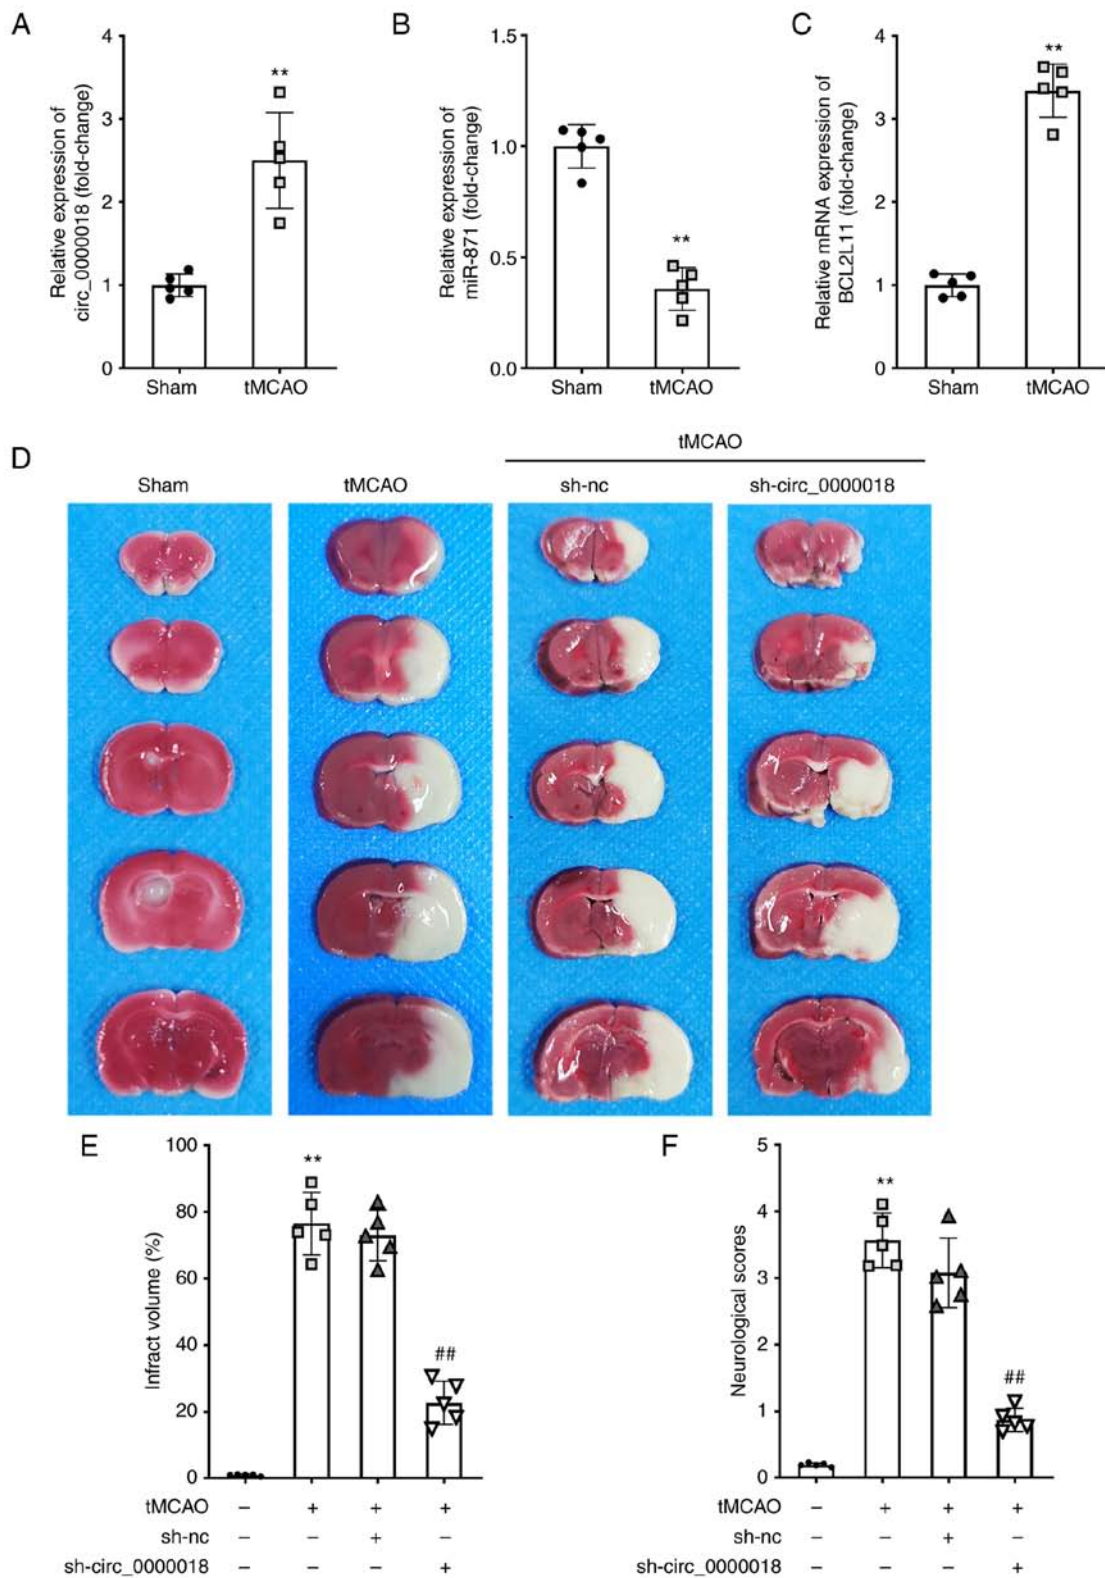 A
Relative expression of
circ_0000018 (fold-change)
4
3
2
1
0
**
Sham
tMCAO
B
Relative expression of
miR-871 (fold-change)
1.5
1.0
0.5
0.0
**
Sham
tMCAO
C
Relative mRNA expression of
BCL2L11 (fold-change)
4
3
2
1
0
**
Sham
tMCAO
D
tMCAO
Sham
tMCAO
sh-nc
sh-circ_0000018
E
Infract volume (%)
100
80
60
40
20
0
**
##
tMCAO – + + +
sh-nc – – + –
sh-circ_0000018 – – – +
F
Neurological scores
5
4
3
2
1
0
**
##
tMCAO – + + +
sh-nc – – + –
sh-circ_0000018 – – – +